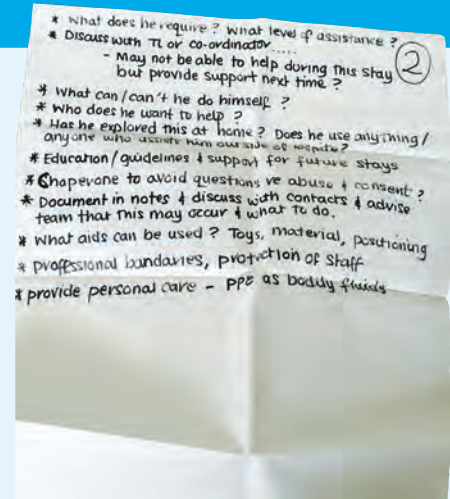 * What does he require? What level of assistance?
* Discuss with TL or co-ordinator.....
- May not be able to help during this stay
but provide support next time?
2
* What can/can't he do himself?
* Who does he want to help?
* Has he explored this at home? Does he use anything/
anyone who assists him outside of respite?
* Education/guidelines & support for future stays
* Chaperone to avoid questions re abuse & consent?
* Document in notes & discuss with contacts & advise
team that this may occur & what to do.
* What aids can be used? Toys, material, positioning
* proffssional bundaries, protection of staff
* provide personal care - PPE as bodily fluids